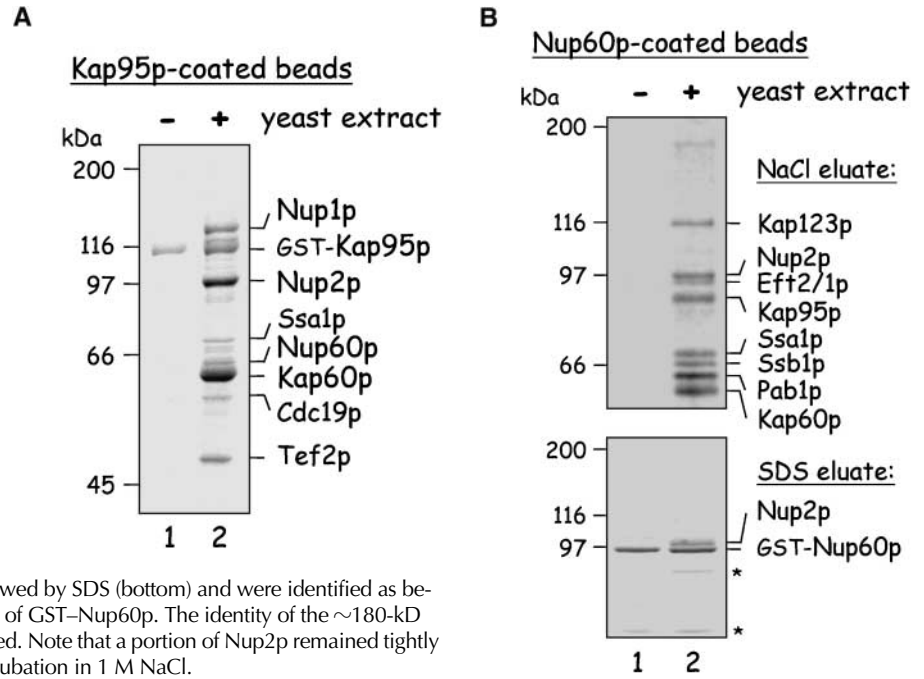 A
Kap95p-coated beads
- + yeast extract
kDa
200
116
97
66
45
Nup1p
GST-Kap95p
Nup2p
Ssa1p
Nup60p
Kap60p
Cdc19p
Tef2p
1 2
B
Nup60p-coated beads
- + yeast extract
kDa
200
116
97
66
NaCl eluate:
Kap123p
Nup2p
Eft2/1p
Kap95p
Ssa1p
Ssb1p
Pab1p
Kap60p
200
116
97
SDS eluate:
Nup2p
GST-Nup60p
*
*
1 2
wed by SDS (bottom) and were identified as be-
of GST–Nup60p. The identity of the ∼180-kD
ed. Note that a portion of Nup2p remained tightly
ubation in 1 M NaCl.